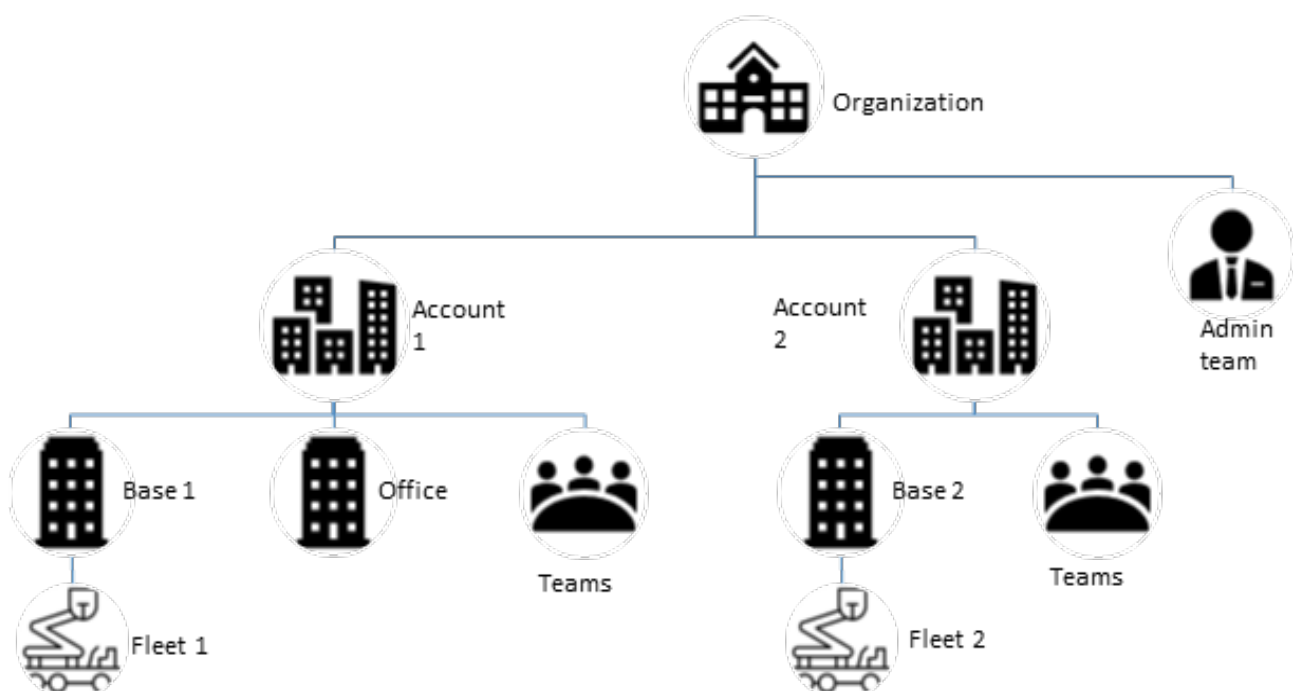 Organization
Account
1
Account
2
Admin
team
Base 1
Office
Teams
Base 2
Teams
Fleet 1
Fleet 2